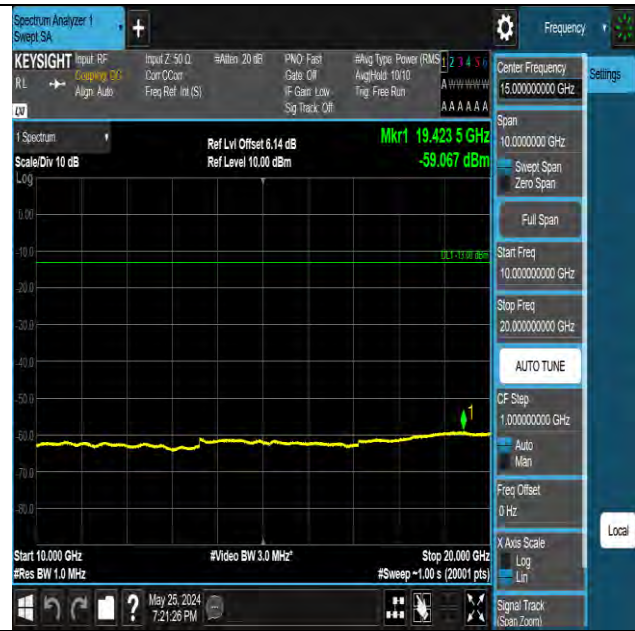 Spectrum Analyzer 1
Swept SA
+
Frequency
KEYSIGHT
RL
Input: RF
Coupling: DC
Align: Auto
Input Z: 50 Ω
Corr CCorr
Freq Ref: Int (S)
#Atten: 20 dB
PNO: Fast
Gate: Off
IF Gain: Low
Sig Track: Off
#Avg Type: Power (RMS
Avg|Hold: 10/10
Trig: Free Run
1 2 3 4 5 6
A W W W W W
A A A A A A
LXI
1 Spectrum
Scale/Div 10 dB
Log
Ref Lvl Offset 6.14 dB
Ref Level 10.00 dBm
Mkr1 19.423 5 GHz
-59.067 dBm
0.00
-10.0
DL1 -13.00 dBm
-20.0
-30.0
-40.0
-50.0
1
-60.0
-70.0
-80.0
Start 10.000 GHz
#Res BW 1.0 MHz
#Video BW 3.0 MHz*
Stop 20.000 GHz
#Sweep ~1.00 s (20001 pts)
?
May 25, 2024
7:21:26 PM
Center Frequency
15.00000000 GHz
Settings
Span
10.0000000 GHz
Swept Span
Zero Span
Full Span
Start Freq
10.000000000 GHz
Stop Freq
20.000000000 GHz
AUTO TUNE
CF Step
1.000000000 GHz
Auto
Man
Freq Offset
0 Hz
Local
X Axis Scale
Log
Lin
Signal Track
(Span Zoom)